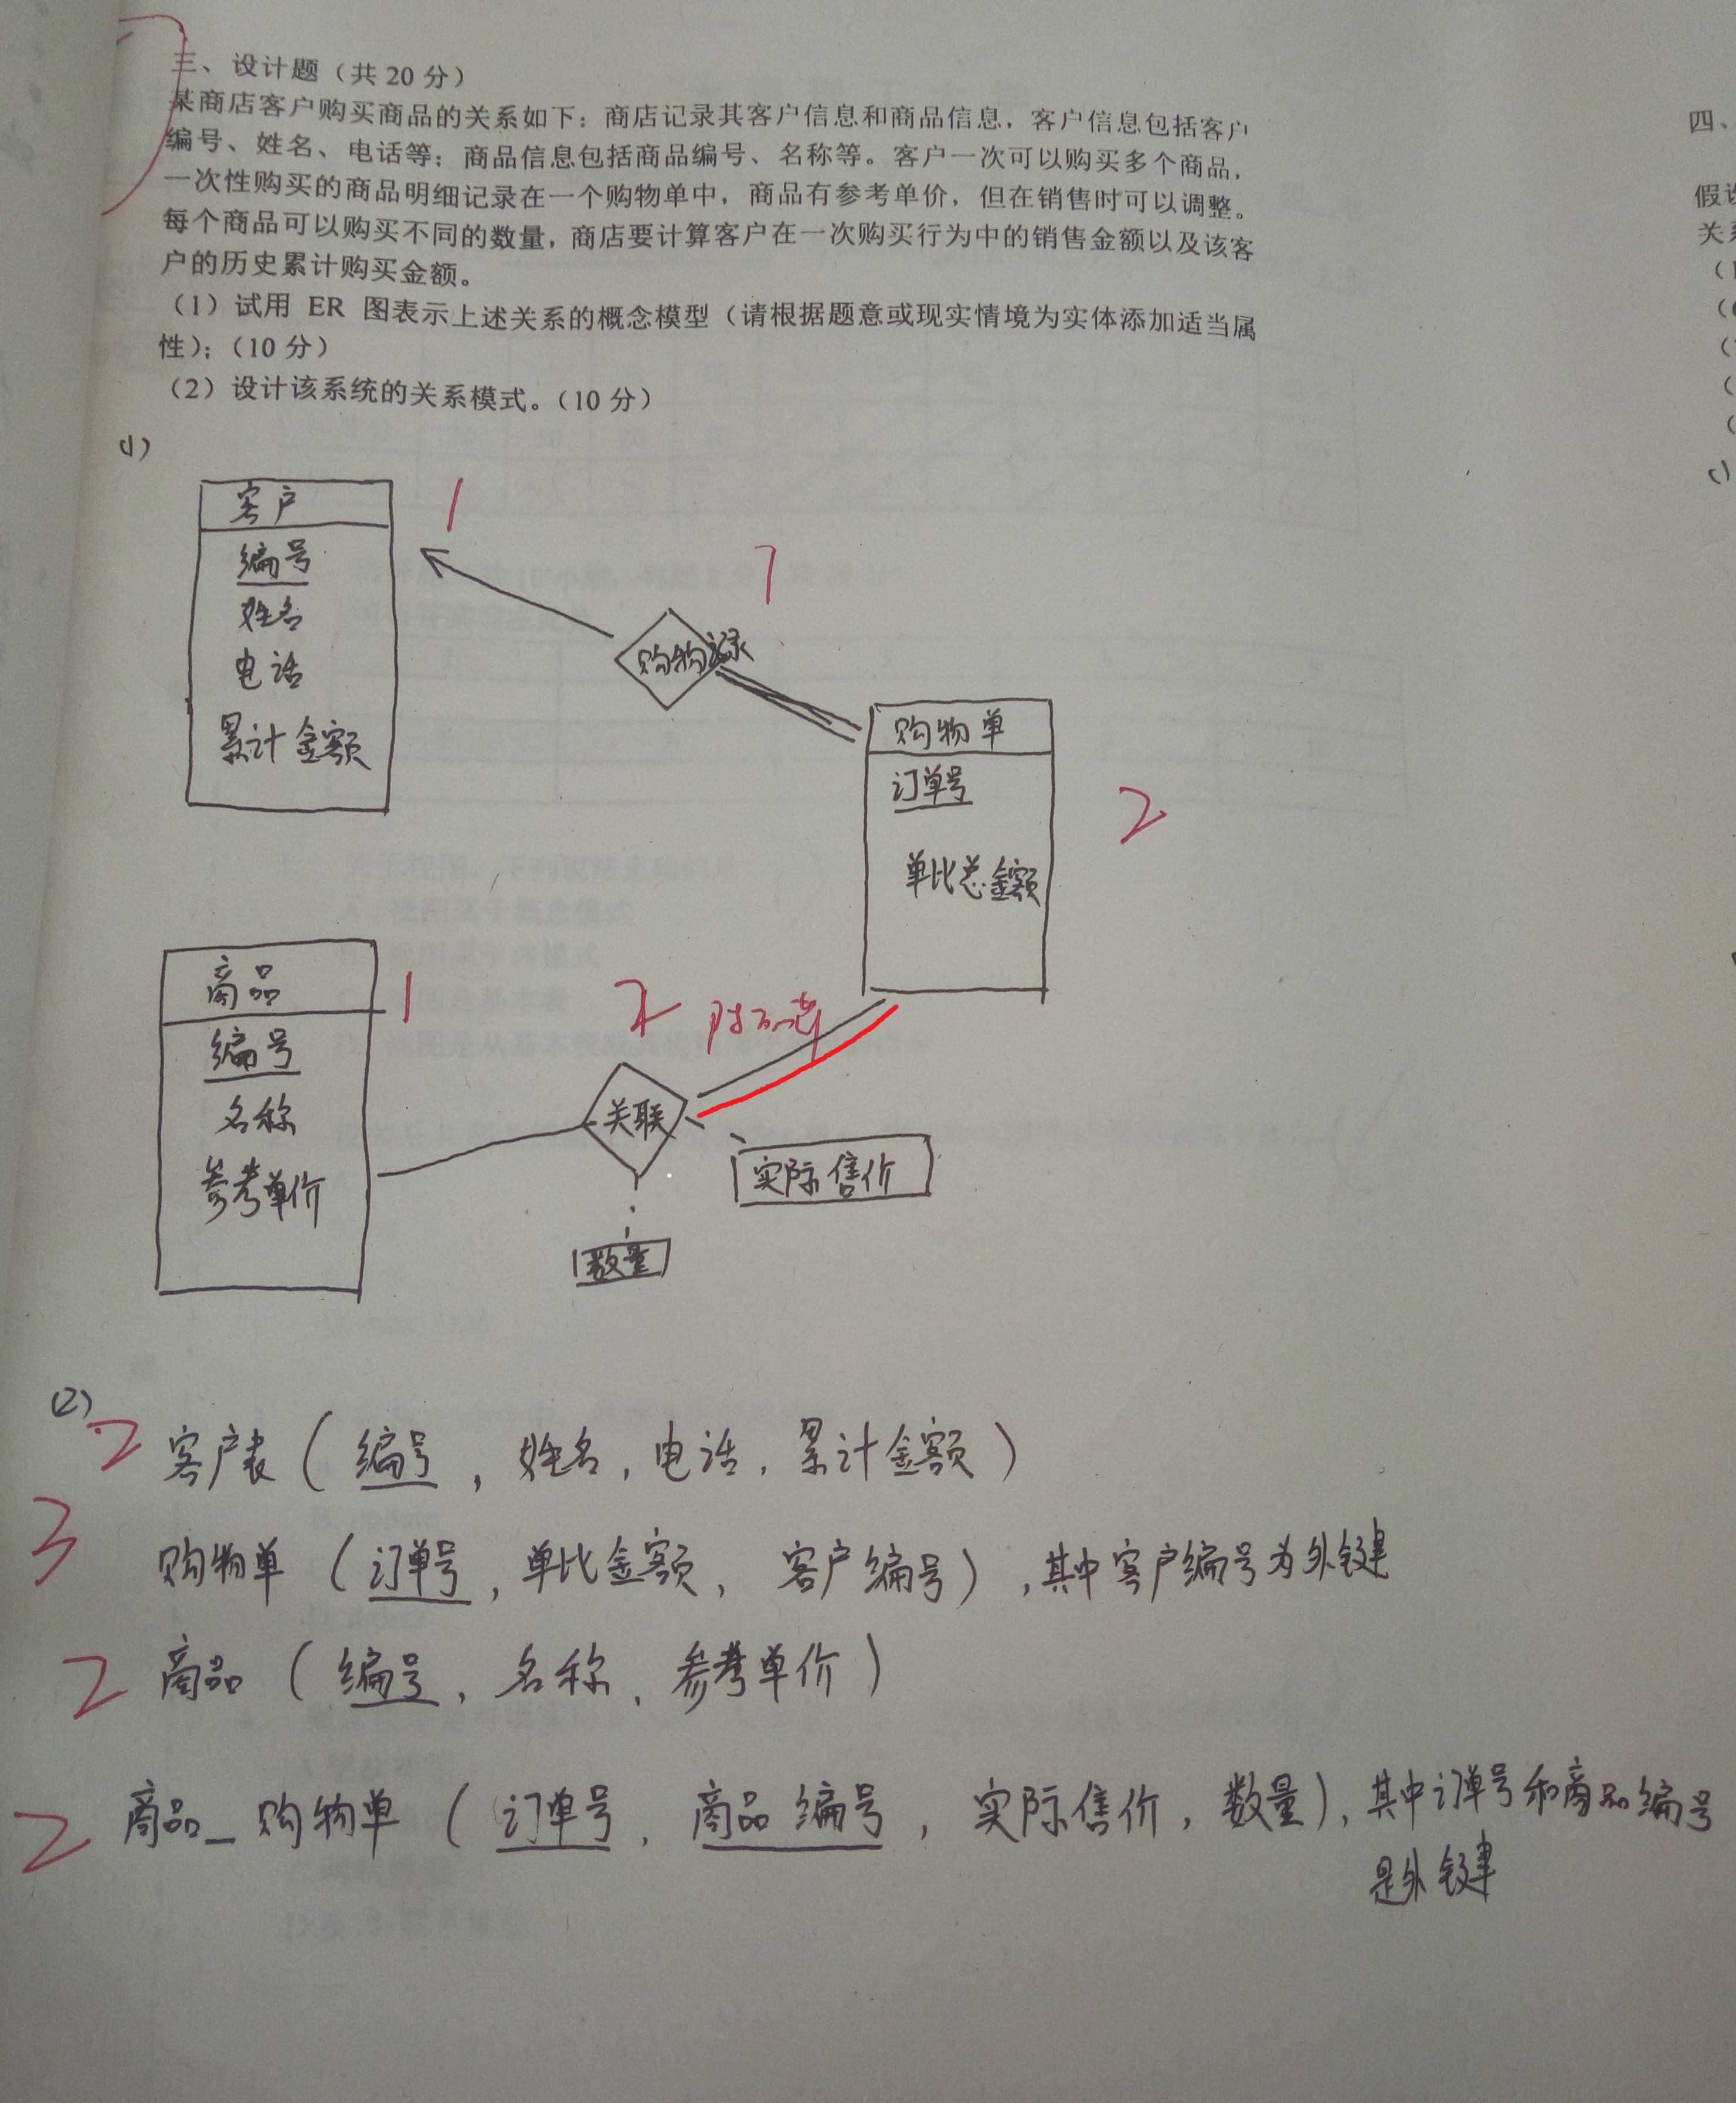 三、设计题（共 20 分）
某商店客户购买商品的关系如下：商店记录其客户信息和商品信息，客户信息包括客户
编号、姓名、电话等；商品信息包括商品编号、名称等。客户一次可以购买多个商品，
一次性购买的商品明细记录在一个购物单中，商品有参考单价，但在销售时可以调整。
每个商品可以购买不同的数量，商店要计算客户在一次购买行为中的销售金额以及该客
户的历史累计购买金额。
（1）试用 ER 图表示上述关系的概念模型（请根据题意或现实情境为实体添加适当属
性）；（10 分）
（2）设计该系统的关系模式。（10 分）
四、
假设
关系
(1)
客户
编号
姓名
电话
累计金额
1
购物记录
购物单
订单号
单比总金额
2
商品
编号
名称
参考单价
1
2
关联
实际售价
数量
(2)
2 客户表（编号，姓名，电话，累计金额）
3 购物单（订单号，单比金额，客户编号），其中客户编号为外键
2 商品（编号，名称，参考单价）
2 商品_购物单（订单号，商品编号，实际售价，数量），其中订单号和商品编号
是外键